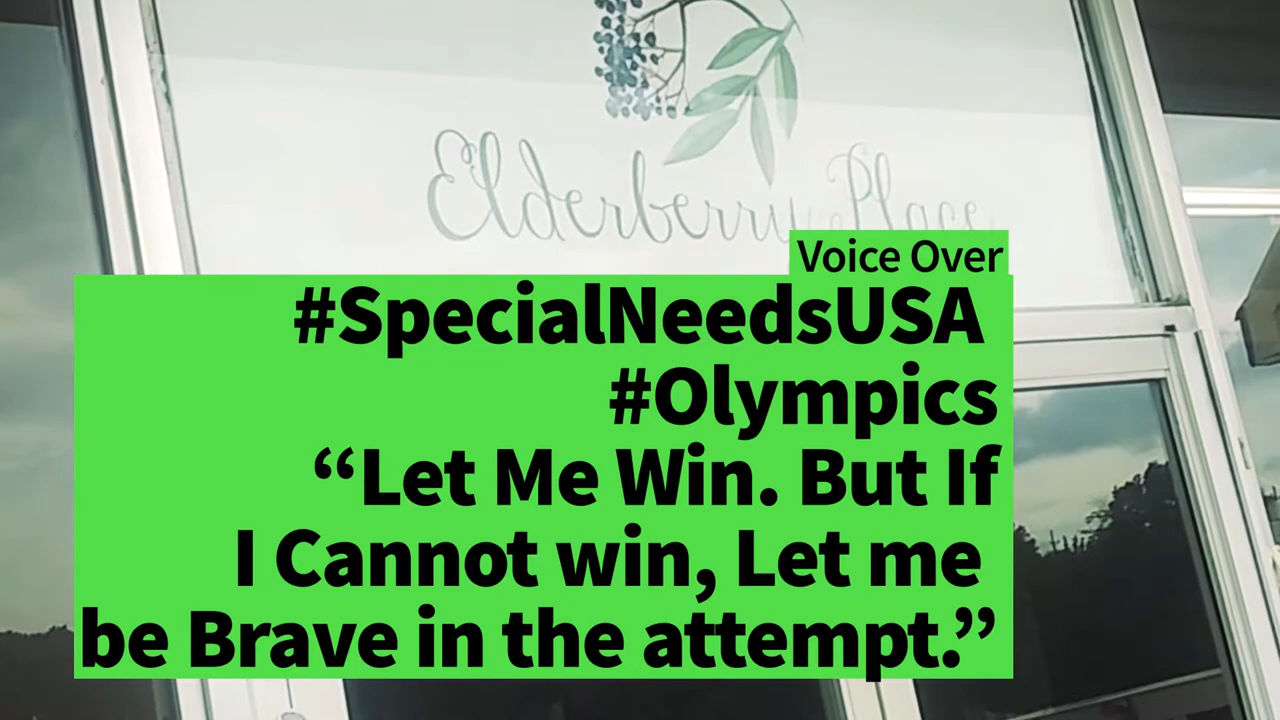 Elderberry Place
Voice Over
#SpecialNeedsUSA
#Olympics
“Let Me Win. But If
I Cannot win, Let me
be Brave in the attempt.”